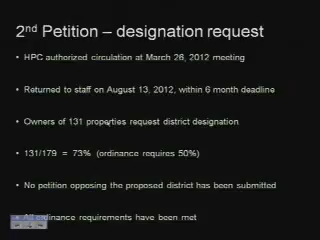 2nd Petition – designation request
• HPC authorized circulation at March 26, 2012 meeting
• Returned to staff on August 13, 2012, within 6 month deadline
• Owners of 131 properties request district designation
• 131/179 = 73% (ordinance requires 50%)
• No petition opposing the proposed district has been submitted
• All ordinance requirements have been met